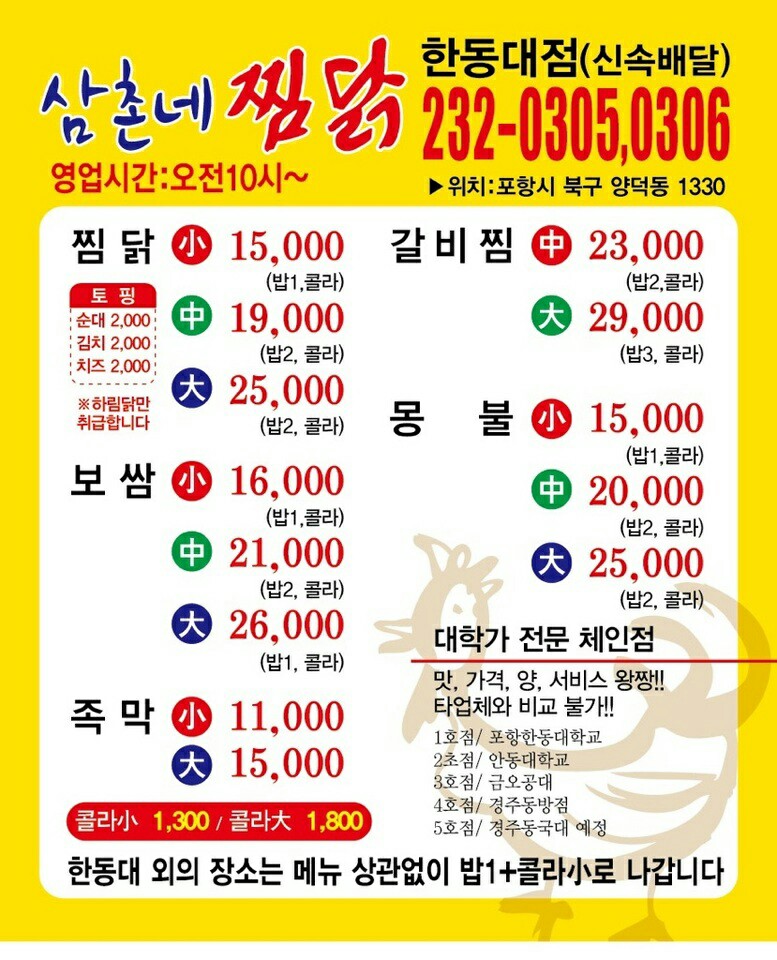 삼촌네 찜닭
영업시간:오전10시~
한동대점(신속배달)
232-0305,0306
▶위치:포항시 북구 양덕동 1330
찜닭 小 15,000
(밥1,콜라)
中 19,000
(밥2, 콜라)
大 25,000
(밥2, 콜라)
토핑
순대 2,000
김치 2,000
치즈 2,000
※하림닭만
취급합니다
보쌈 小 16,000
(밥1,콜라)
中 21,000
(밥2, 콜라)
大 26,000
(밥1, 콜라)
족막 小 11,000
大 15,000
콜라小 1,300 / 콜라大 1,800
갈비찜 中 23,000
(밥2,콜라)
大 29,000
(밥3, 콜라)
몽불 小 15,000
(밥1,콜라)
中 20,000
(밥2, 콜라)
大 25,000
(밥2, 콜라)
대학가 전문 체인점
맛, 가격, 양, 서비스 왕짱!!
타업체와 비교 불가!!
1호점/ 포항한동대학교
2초점/ 안동대학교
3호점/ 금오공대
4호점/ 경주동방점
5호점/ 경주동국대 예정
한동대 외의 장소는 메뉴 상관없이 밥1+콜라小로 나갑니다